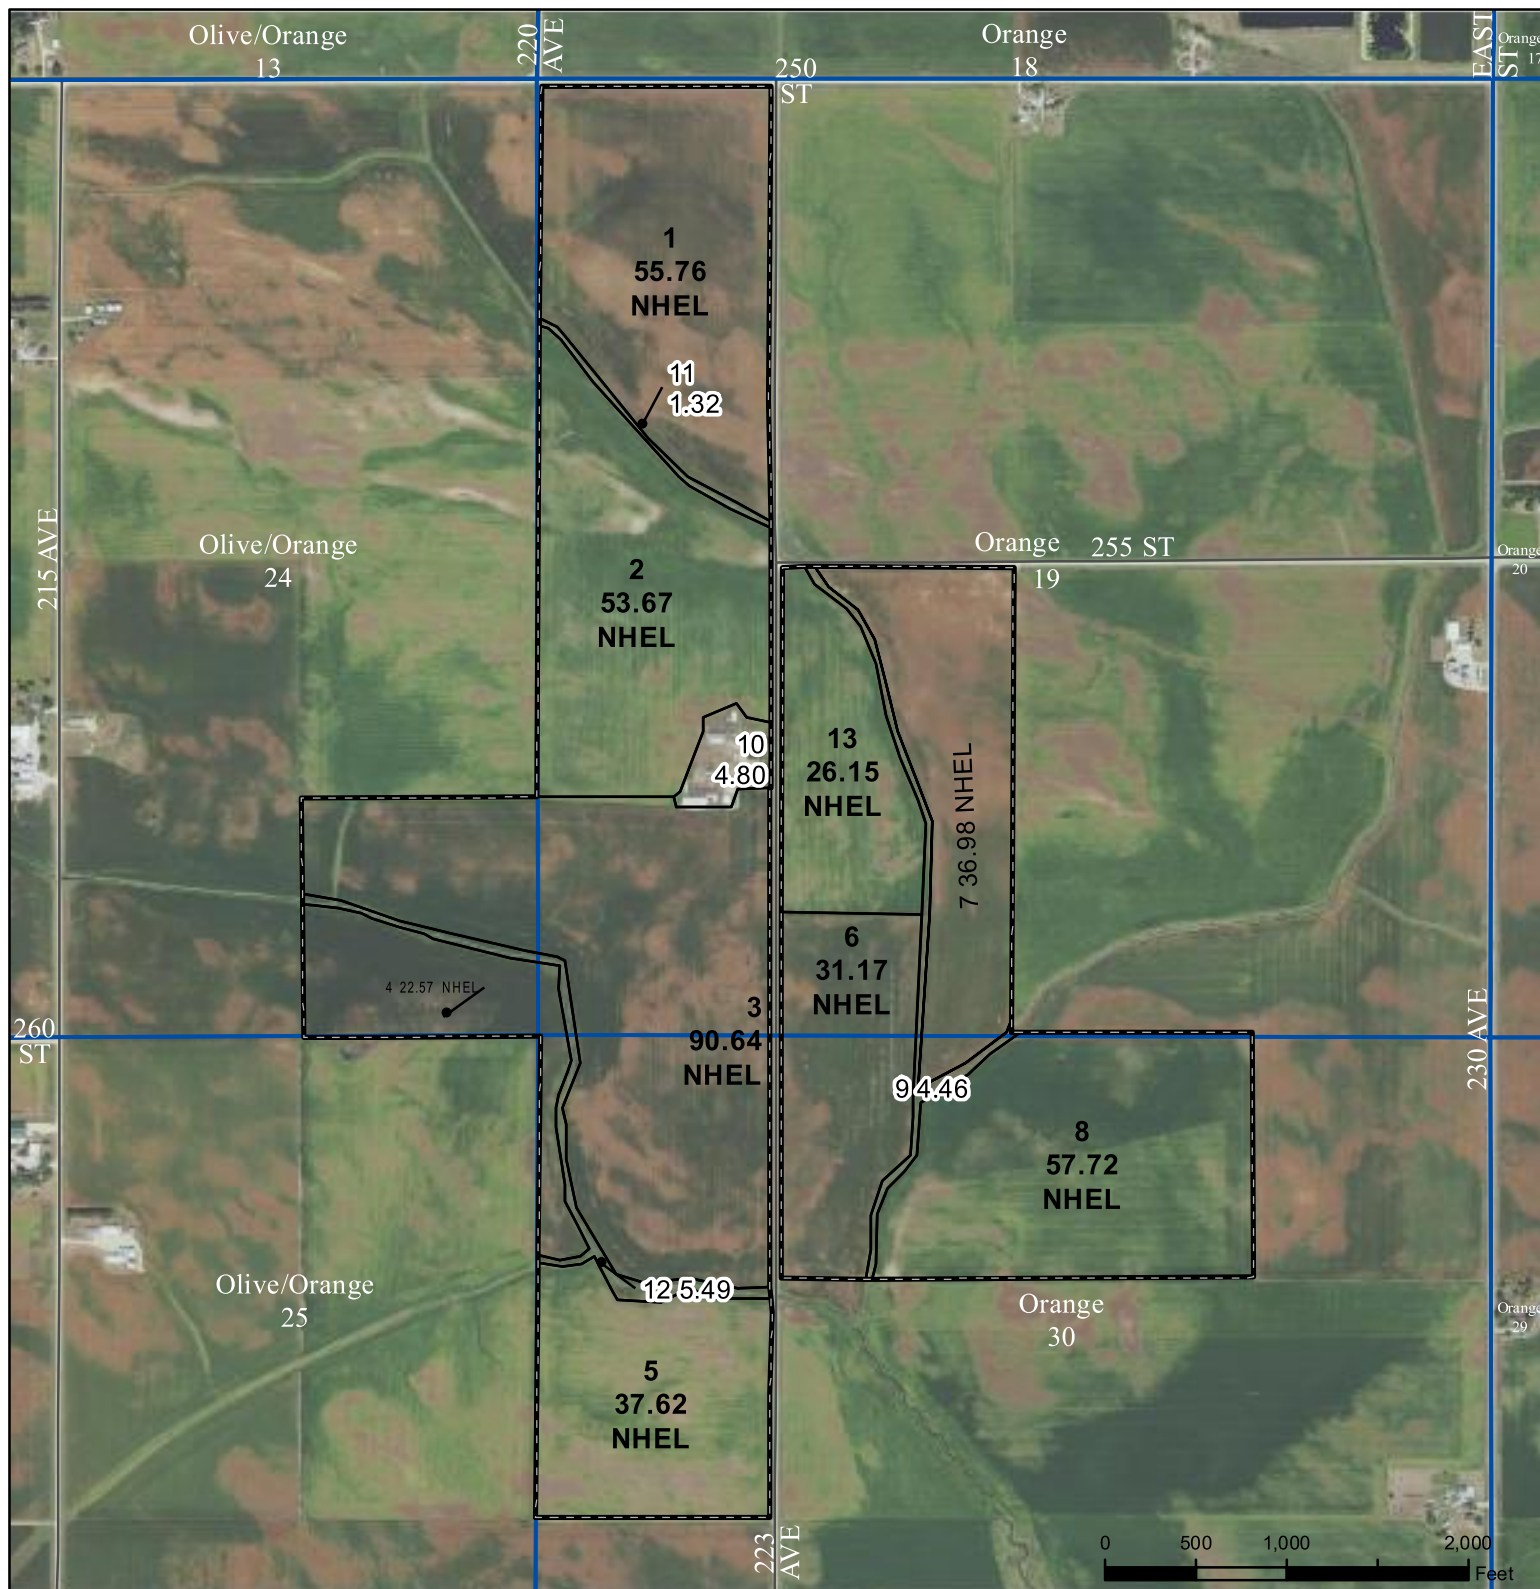 Olive/Orange
13
220
AVE
Orange
18
EAST
ST
Orange
17
250
ST
1
55.76
NHEL
11
1.32
215 AVE
Olive/Orange
24
2
53.67
NHEL
Orange
19
255 ST
Orange
20
10
4.80
13
26.15
NHEL
7 36.98 NHEL
6
31.17
NHEL
4 22.57 NHEL
3
90.64
NHEL
260
ST
230 AVE
9 4.46
8
57.72
NHEL
Olive/Orange
25
12 5.49
Orange
30
Orange
29
5
37.62
NHEL
223
AVE
0 500 1,000 2,000
Feet